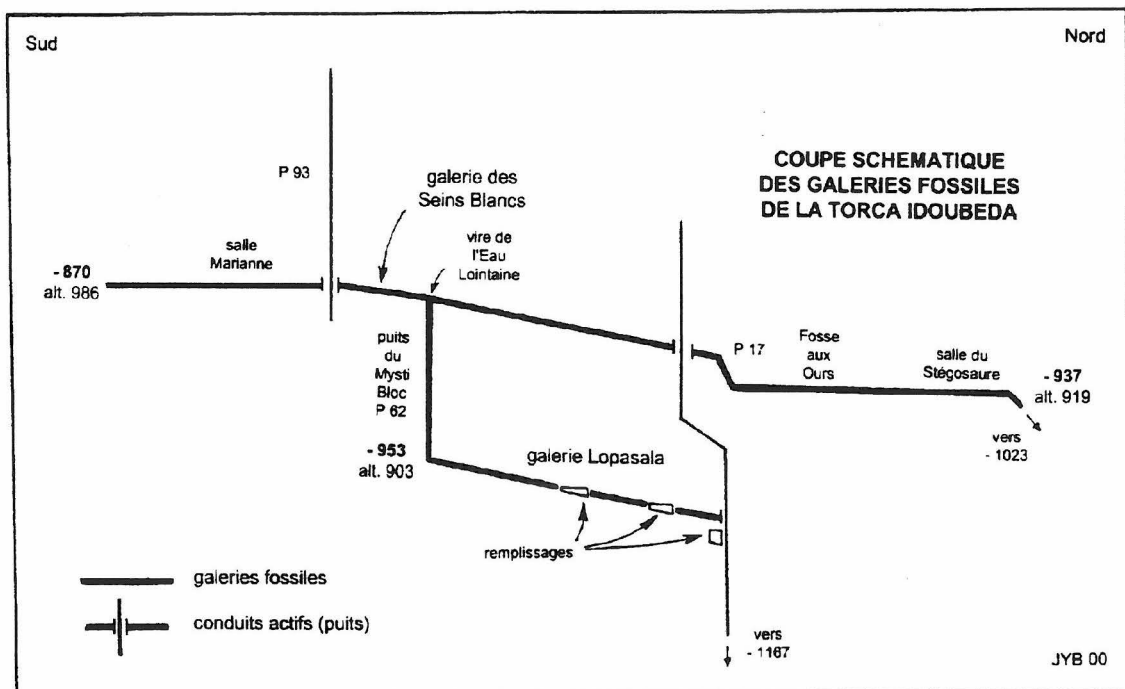 Sud
Nord
COUPE SCHEMATIQUE
DES GALERIES FOSSILES
DE LA TORCA IDOUBEDA
P 93
galerie des
Seins Blancs
vire de
l'Eau
Lointaine
salle
Marianne
- 870
alt. 986
puits
du
Mysti
Bloc
P 62
P 17
Fosse
aux
Ours
salle du
Stégosaure
- 937
alt. 919
vers
- 1023
- 953
alt. 903
galerie Lopasala
remplissages
galeries fossiles
conduits actifs (puits)
vers
- 1167
JYB 00